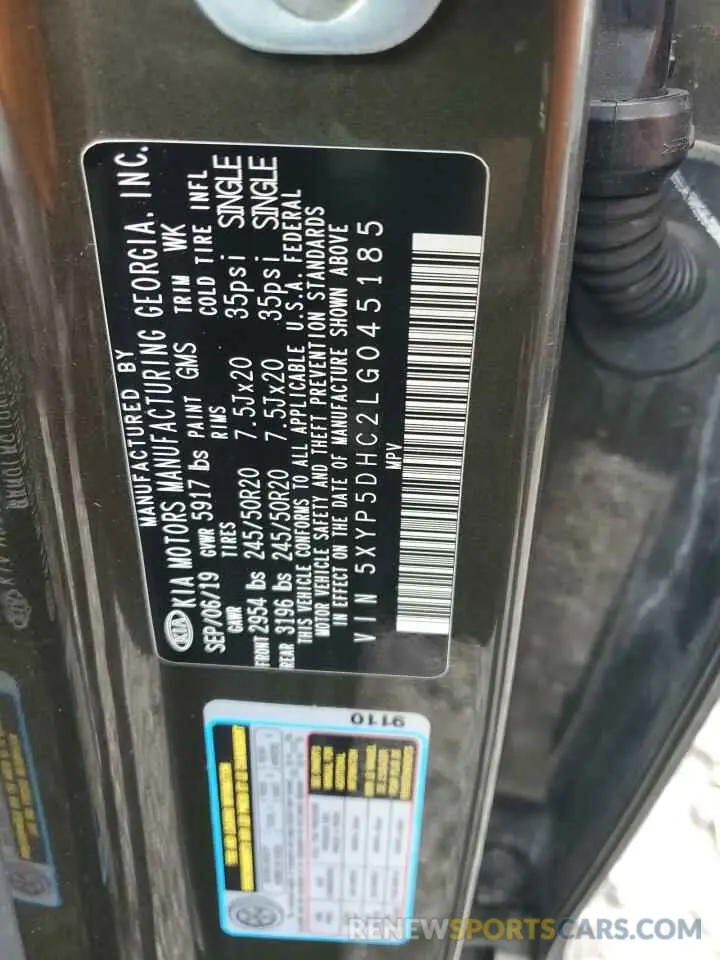 MANUFACTURED BY
KIA KIA MOTORS MANUFACTURING GEORGIA, INC.
SEP/06/19 GVWR 5917 lbs PAINT GMS TRIM WK
GAWR TIRES RIMS COLD TIRE INFL
FRONT 2954 lbs 245/50R20 7.5Jx20 35psi SINGLE
REAR 3196 lbs 245/50R20 7.5Jx20 35psi SINGLE
THIS VEHICLE CONFORMS TO ALL APPLICABLE U.S.A. FEDERAL
MOTOR VEHICLE SAFETY AND THEFT PREVENTION STANDARDS
IN EFFECT ON THE DATE OF MANUFACTURE SHOWN ABOVE
VIN 5XYP5DHC2LG045185
MPV
9110
RENEWSPORTSCARS.COM